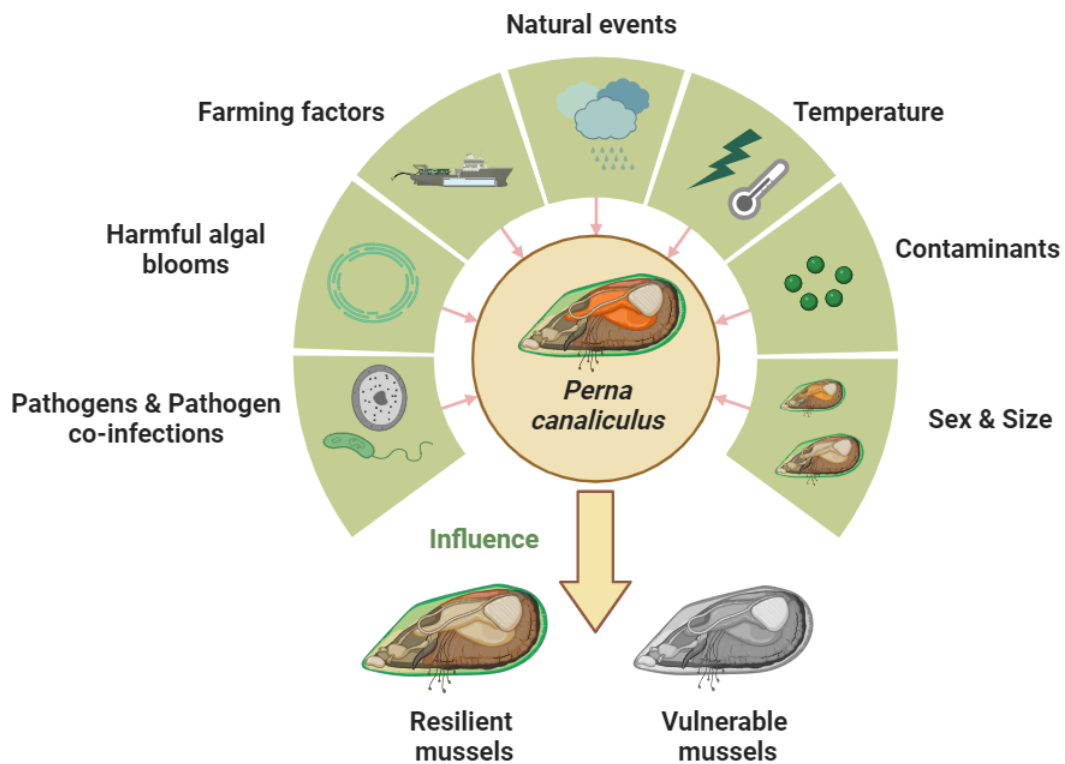 Natural events
Farming factors
Temperature
Harmful algal
blooms
Contaminants
Pathogens & Pathogen
co-infections
Perna
canaliculus
Sex & Size
Influence
Resilient
mussels
Vulnerable
mussels